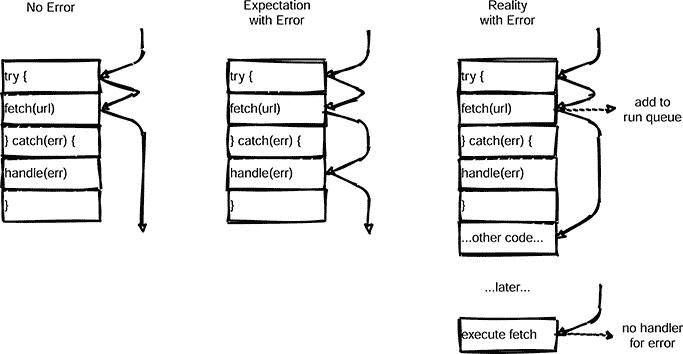 No Error
try {
fetch(url)
} catch(err) {
handle(err)
}
Expectation
with Error
try {
fetch(url)
} catch(err) {
handle(err)
}
Reality
with Error
try {
fetch(url)
add to
run queue
} catch(err) {
handle(err)
}
...other code...
...later...
execute fetch
no handler
for error